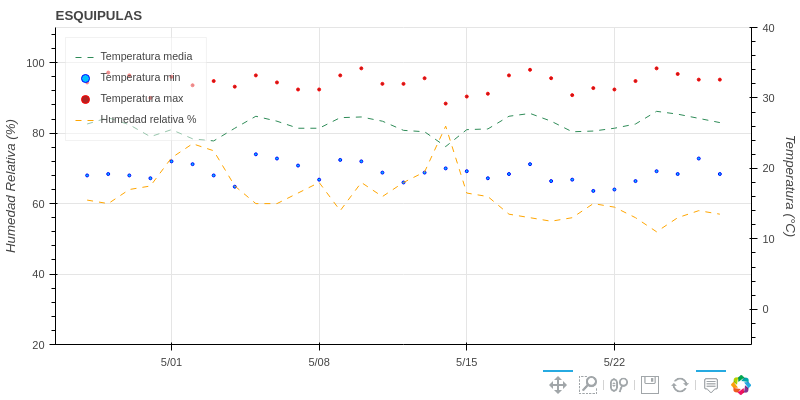 ESQUIPULAS
Temperatura media
Temperatura min
Temperatura max
Humedad relativa %
Humedad Relativa (%)
100
80
60
40
20
40
30
20
10
0
Temperatura (°C)
5/01
5/08
5/15
5/22